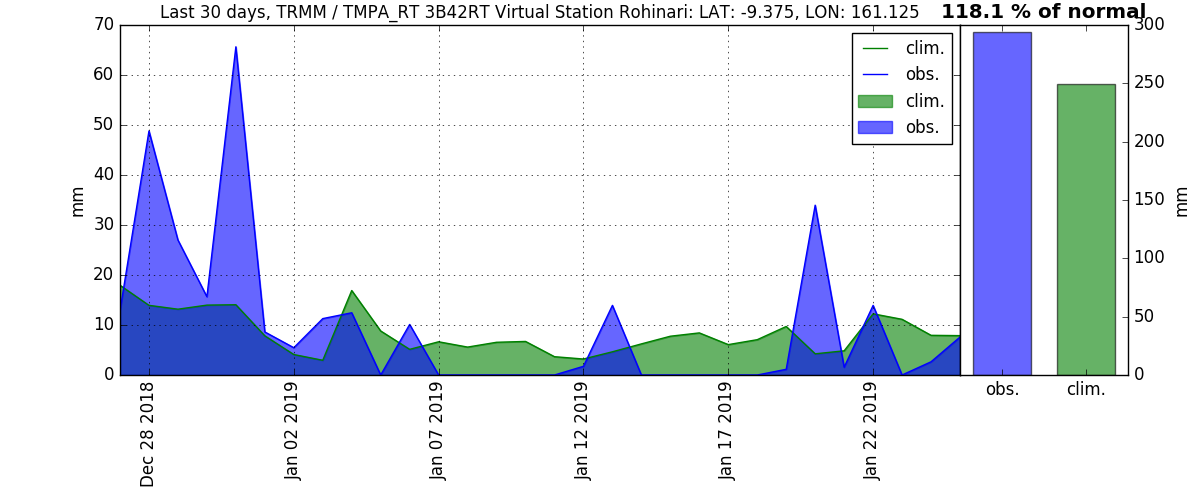 Last 30 days, TRMM / TMPA_RT 3B42RT Virtual Station Rohinari: LAT: -9.375, LON: 161.125
118.1 % of normal
70
60
50
40
30
20
10
0
mm
clim.
obs.
clim.
obs.
Dec 28 2018
Jan 02 2019
Jan 07 2019
Jan 12 2019
Jan 17 2019
Jan 22 2019
300
250
200
150
100
50
0
mm
obs.
clim.